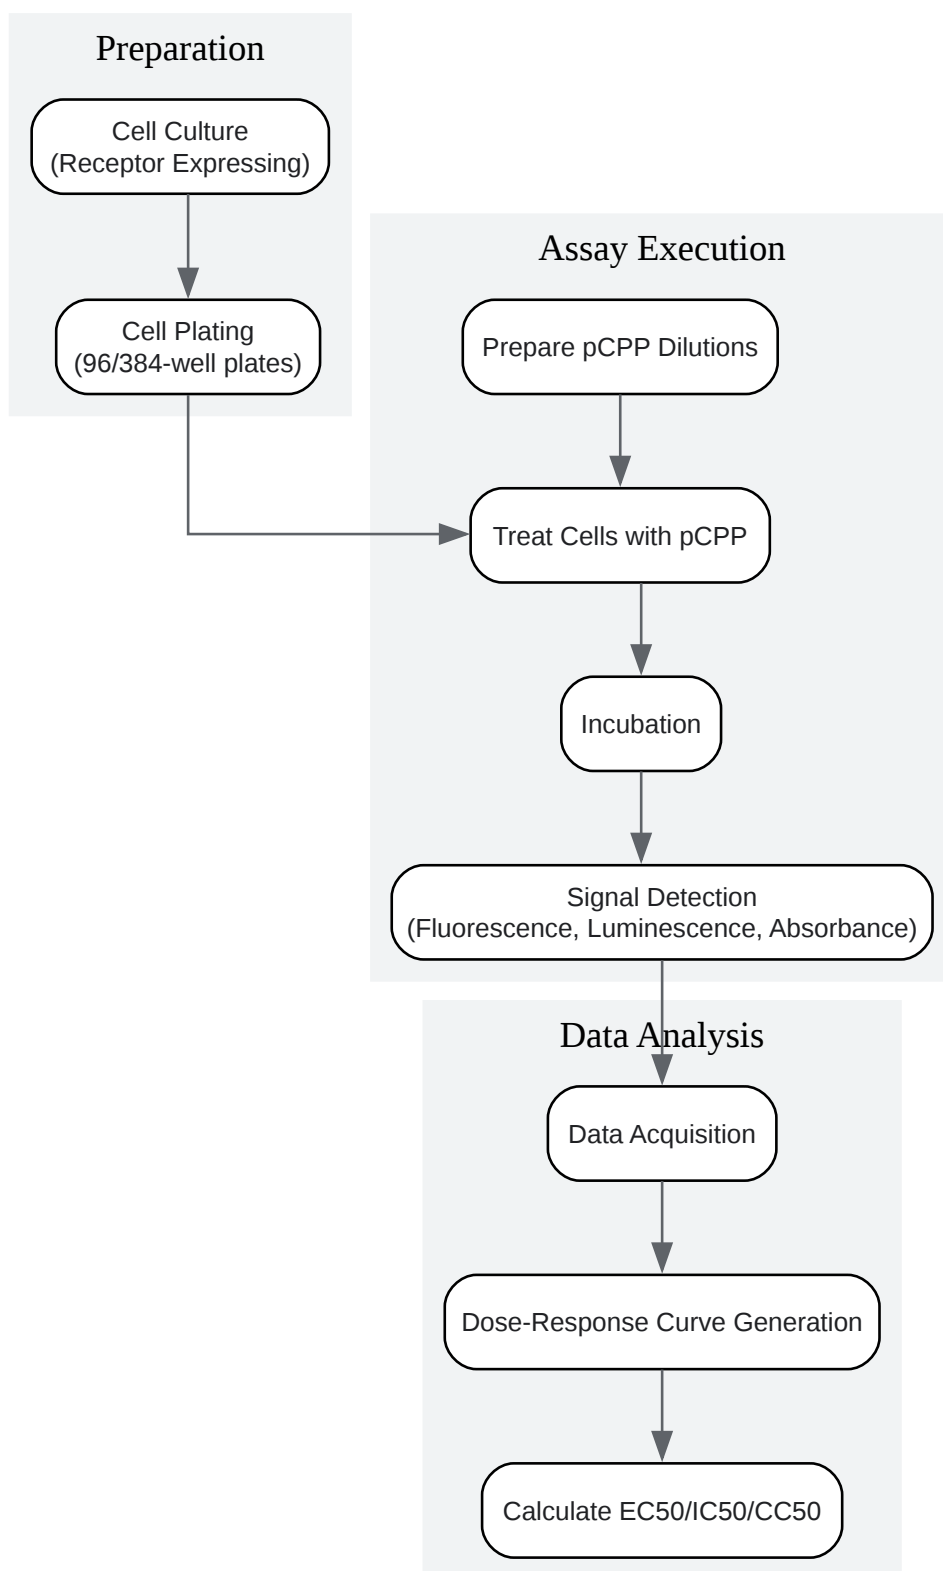 Preparation
Cell Culture
(Receptor Expressing)
Cell Plating
(96/384-well plates)
Assay Execution
Prepare pCPP Dilutions
Treat Cells with pCPP
Incubation
Signal Detection
(Fluorescence, Luminescence, Absorbance)
Data Analysis
Data Acquisition
Dose-Response Curve Generation
Calculate EC50/IC50/CC50